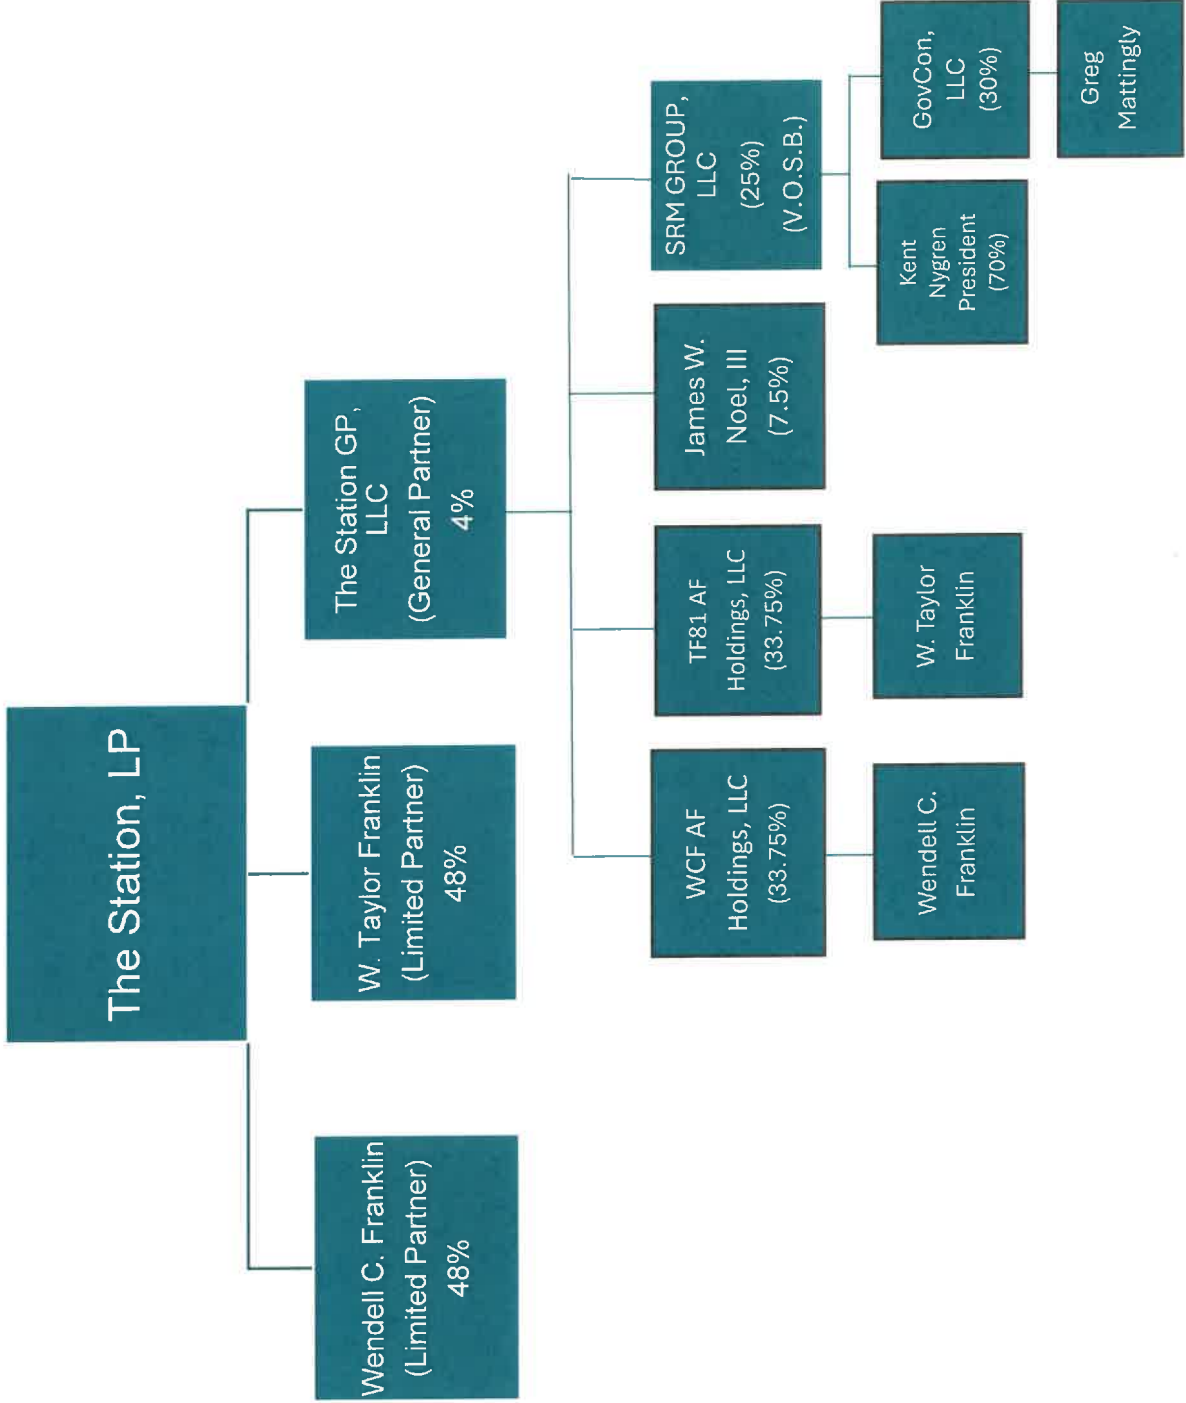 The Station, LP
Wendell C. Franklin
(Limited Partner)
48%
W. Taylor Franklin
(Limited Partner)
48%
The Station GP,
LLC
(General Partner)
4%
WCF AF
Holdings, LLC
(33.75%)
TF81 AF
Holdings, LLC
(33.75%)
James W.
Noel, III
(7.5%)
SRM GROUP,
LLC
(25%)
(V.O.S.B.)
Wendell C.
Franklin
W. Taylor
Franklin
Kent
Nygren
President
(70%)
GovCon,
LLC
(30%)
Greg
Mattingly